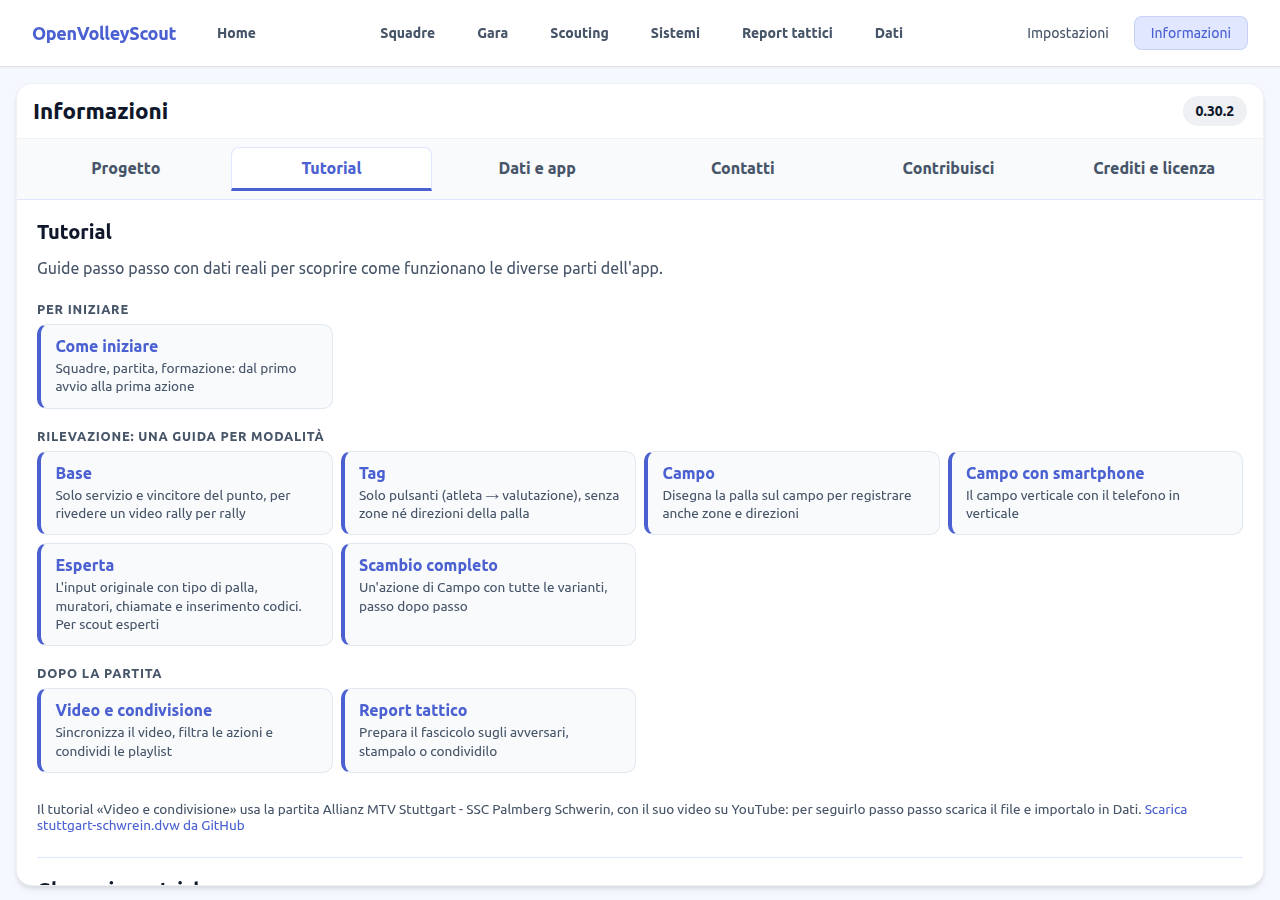 OpenVolleyScout Home Squadre Gara Scouting Sistemi Report tattici Dati Impostazioni Informazioni
Informazioni 0.30.2
Progetto Tutorial Dati e app Contatti Contribuisci Crediti e licenza
Tutorial
Guide passo passo con dati reali per scoprire come funzionano le diverse parti dell'app.
PER INIZIARE
Come iniziare
Squadre, partita, formazione: dal primo
avvio alla prima azione
RILEVAZIONE: UNA GUIDA PER MODALITÀ
Base
Solo servizio e vincitore del punto, per
rivedere un video rally per rally
Tag
Solo pulsanti (atleta → valutazione), senza
zone né direzioni della palla
Campo
Disegna la palla sul campo per registrare
anche zone e direzioni
Campo con smartphone
Il campo verticale con il telefono in
verticale
Esperta
L'input originale con tipo di palla,
muratori, chiamate e inserimento codici.
Per scout esperti
Scambio completo
Un'azione di Campo con tutte le varianti,
passo dopo passo
DOPO LA PARTITA
Video e condivisione
Sincronizza il video, filtra le azioni e
condividi le playlist
Report tattico
Prepara il fascicolo sugli avversari,
stampalo o condividilo
Il tutorial «Video e condivisione» usa la partita Allianz MTV Stuttgart - SSC Palmberg Schwerin, con il suo video su YouTube: per seguirlo passo passo scarica il file e importalo in Dati. Scarica
stuttgart-schwrein.dvw da GitHub